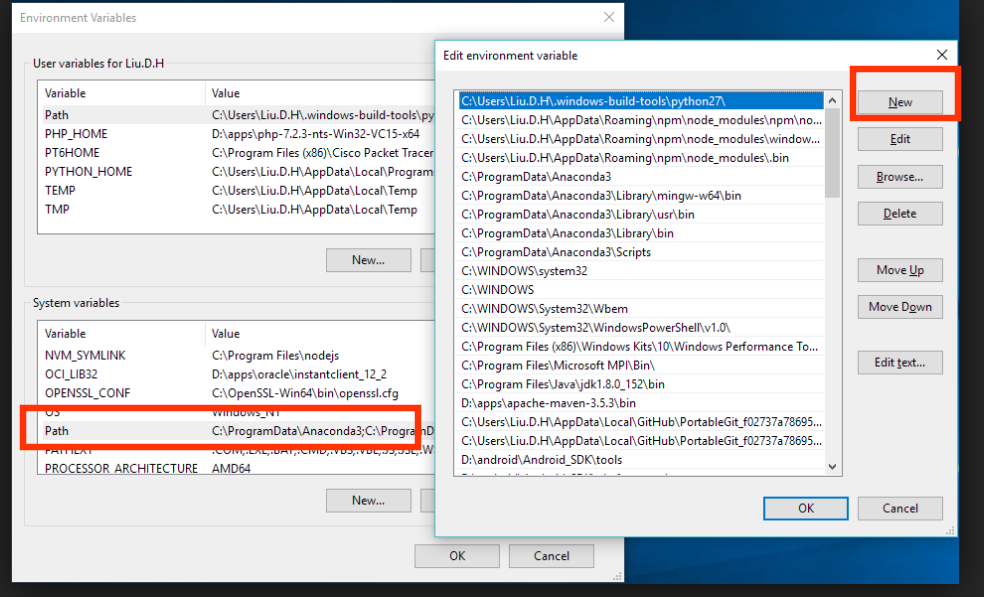 Environment Variables
User variables for Liu.D.H
Variable Value
Path C:\Users\Liu.D.H\.windows-build-tools\py
PHP_HOME D:\apps\php-7.2.3-nts-Win32-VC15-x64
PT6HOME C:\Program Files (x86)\Cisco Packet Tracer
PYTHON_HOME C:\Users\Liu.D.H\AppData\Local\Program
TEMP C:\Users\Liu.D.H\AppData\Local\Temp
TMP C:\Users\Liu.D.H\AppData\Local\Temp
New...
System variables
Variable Value
NVM_SYMLINK C:\Program Files\nodejs
OCI_LIB32 D:\apps\oracle\instantclient_12_2
OPENSSL_CONF C:\OpenSSL-Win64\bin\openssl.cfg
OS Windows_NT
Path C:\ProgramData\Anaconda3;C:\ProgramD
PATHEXT .COM;.EXE;.BAT;.CMD;.VBS;.VBE;.JS;.JSE;.W
PROCESSOR_ARCHITECTURE AMD64
New...
OK
Cancel
Edit environment variable
C:\Users\Liu.D.H\.windows-build-tools\python27\
C:\Users\Liu.D.H\AppData\Roaming\npm\node_modules\npm\no...
C:\Users\Liu.D.H\AppData\Roaming\npm\node_modules\window...
C:\Users\Liu.D.H\AppData\Roaming\npm\node_modules\.bin
C:\ProgramData\Anaconda3
C:\ProgramData\Anaconda3\Library\mingw-w64\bin
C:\ProgramData\Anaconda3\Library\usr\bin
C:\ProgramData\Anaconda3\Library\bin
C:\ProgramData\Anaconda3\Scripts
C:\WINDOWS\system32
C:\WINDOWS
C:\WINDOWS\System32\Wbem
C:\WINDOWS\System32\WindowsPowerShell\v1.0\
C:\Program Files (x86)\Windows Kits\10\Windows Performance To...
C:\Program Files\Microsoft MPI\Bin\
C:\Program Files\Java\jdk1.8.0_152\bin
D:\apps\apache-maven-3.5.3\bin
C:\Users\Liu.D.H\AppData\Local\GitHub\PortableGit_f02737a78695...
C:\Users\Liu.D.H\AppData\Local\GitHub\PortableGit_f02737a78695...
D:\android\Android_SDK\tools
New
Edit
Browse...
Delete
Move Up
Move Down
Edit text...
OK
Cancel